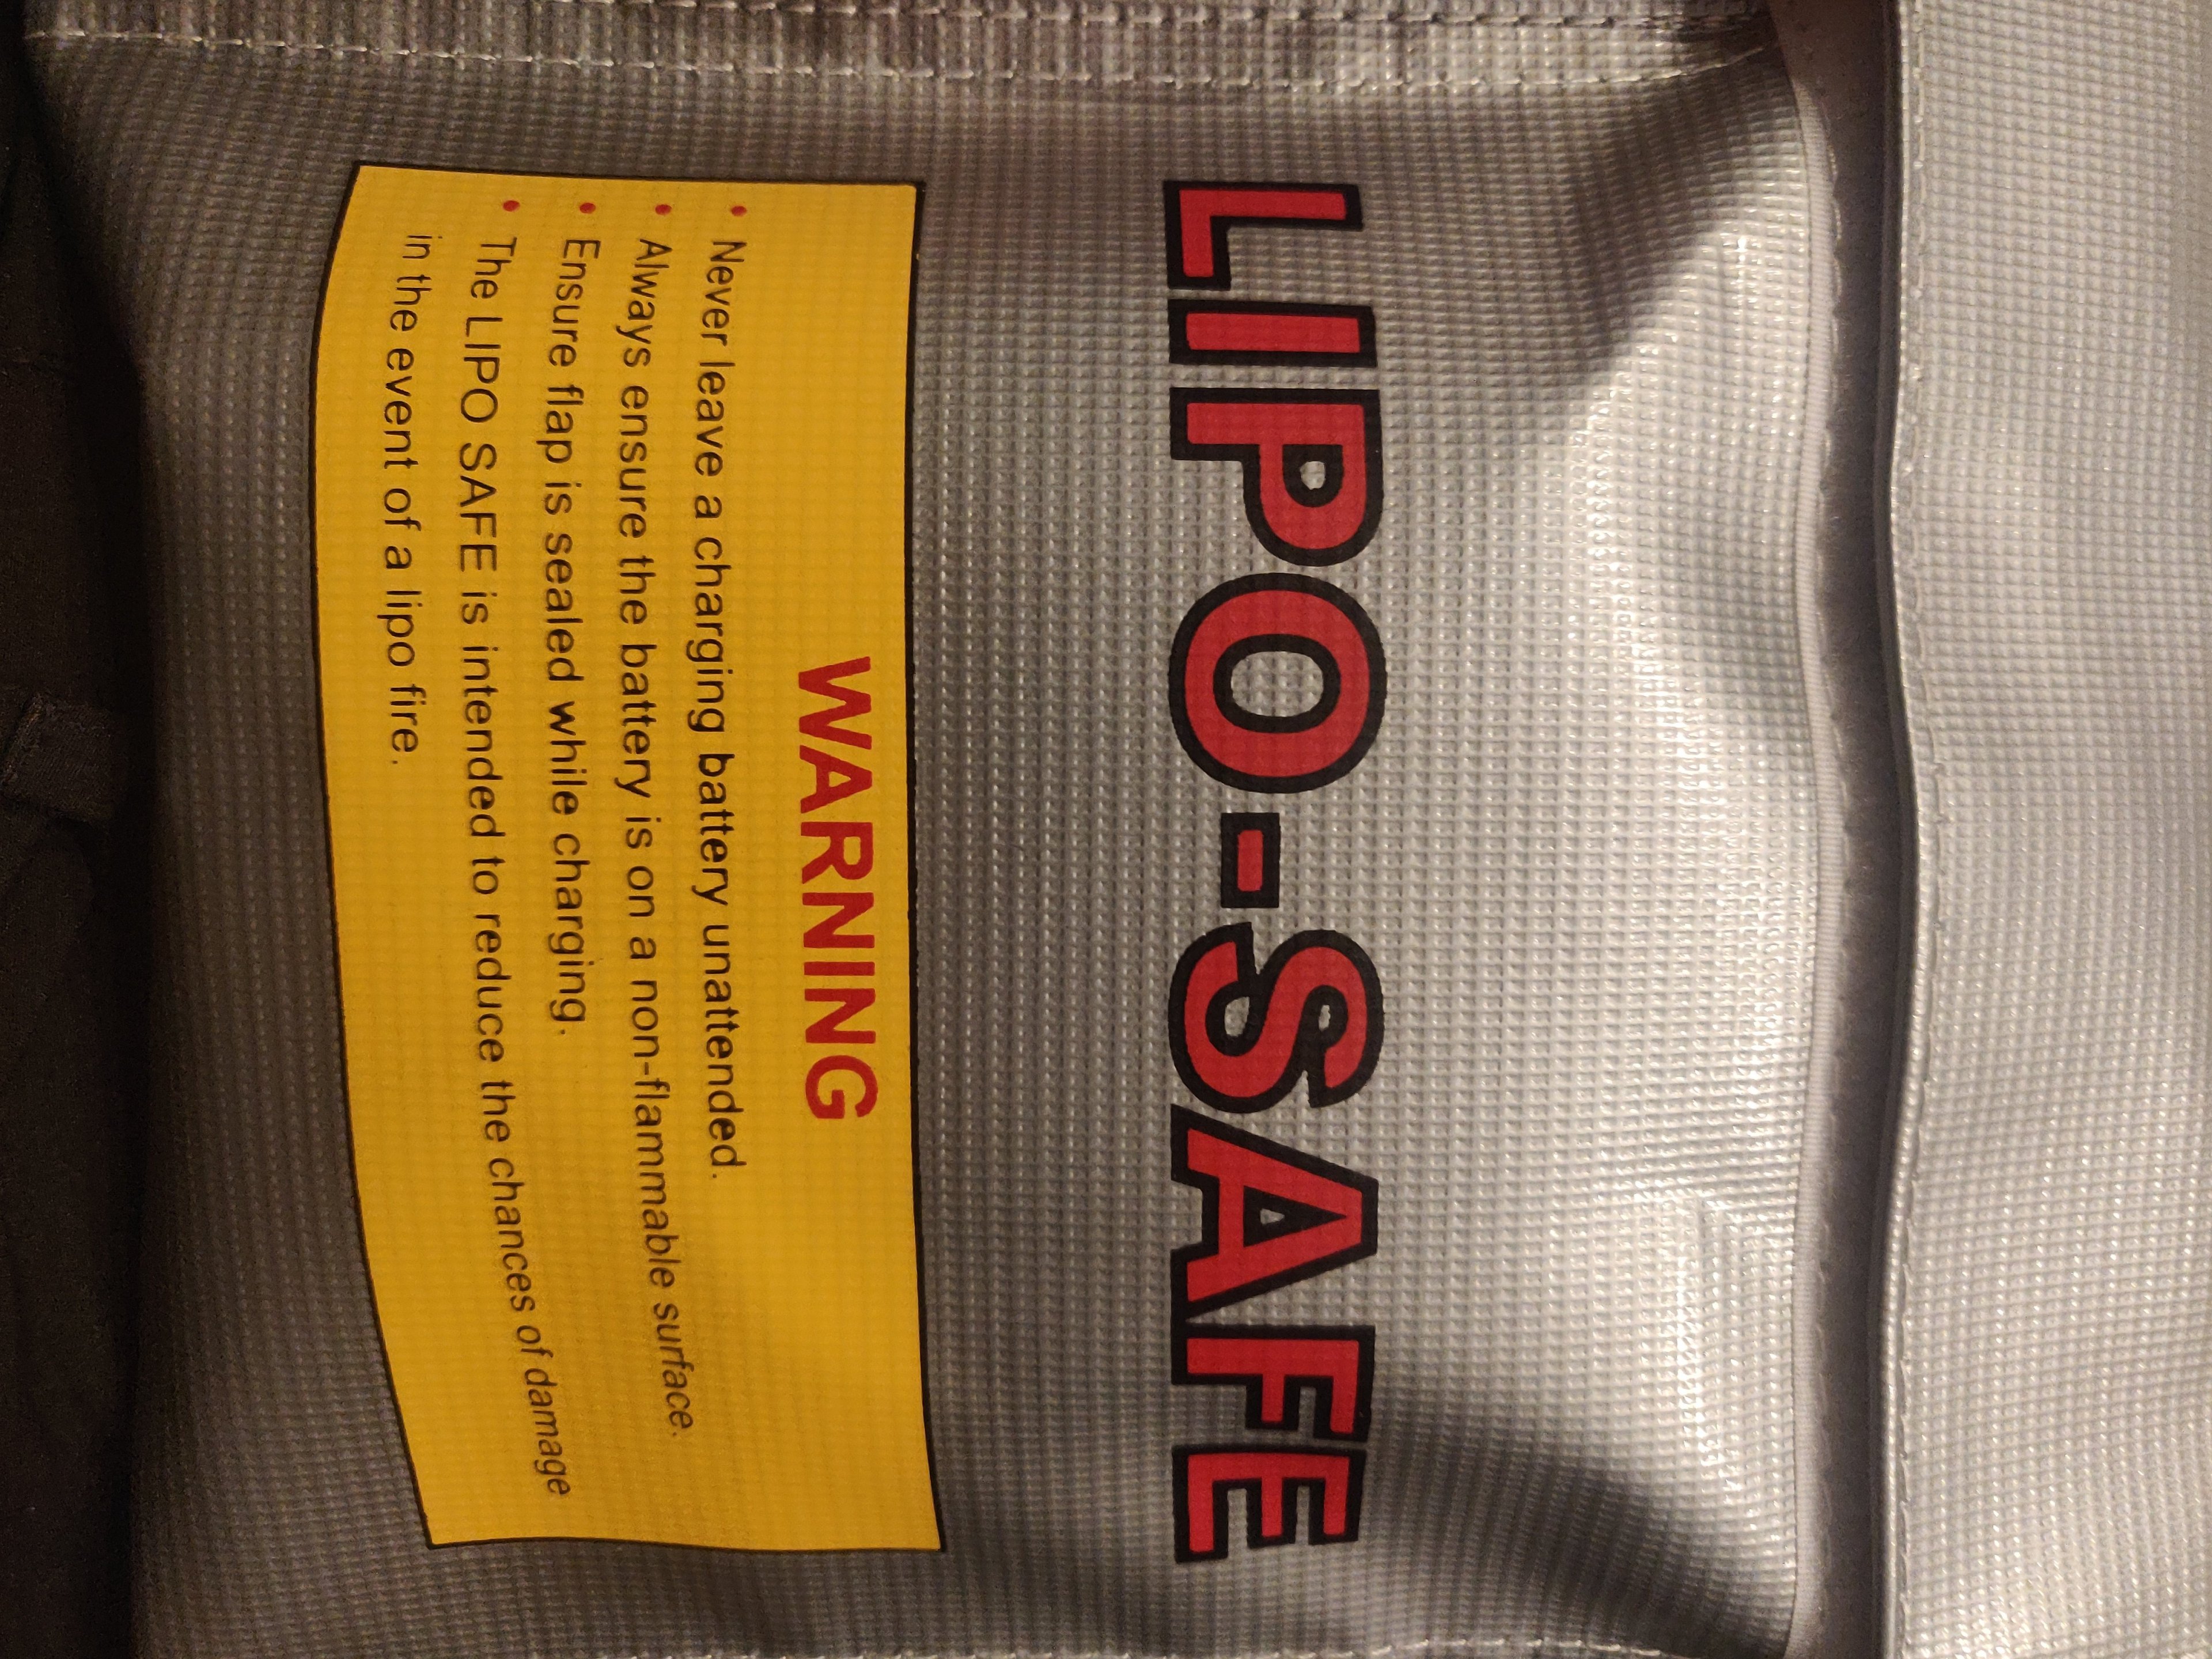 LIPO-SAFE
WARNING
• Never leave a charging battery unattended.
• Always ensure the battery is on a non-flammable surface.
• Ensure flap is sealed while charging.
• The LIPO SAFE is intended to reduce the chances of damage
in the event of a lipo fire.